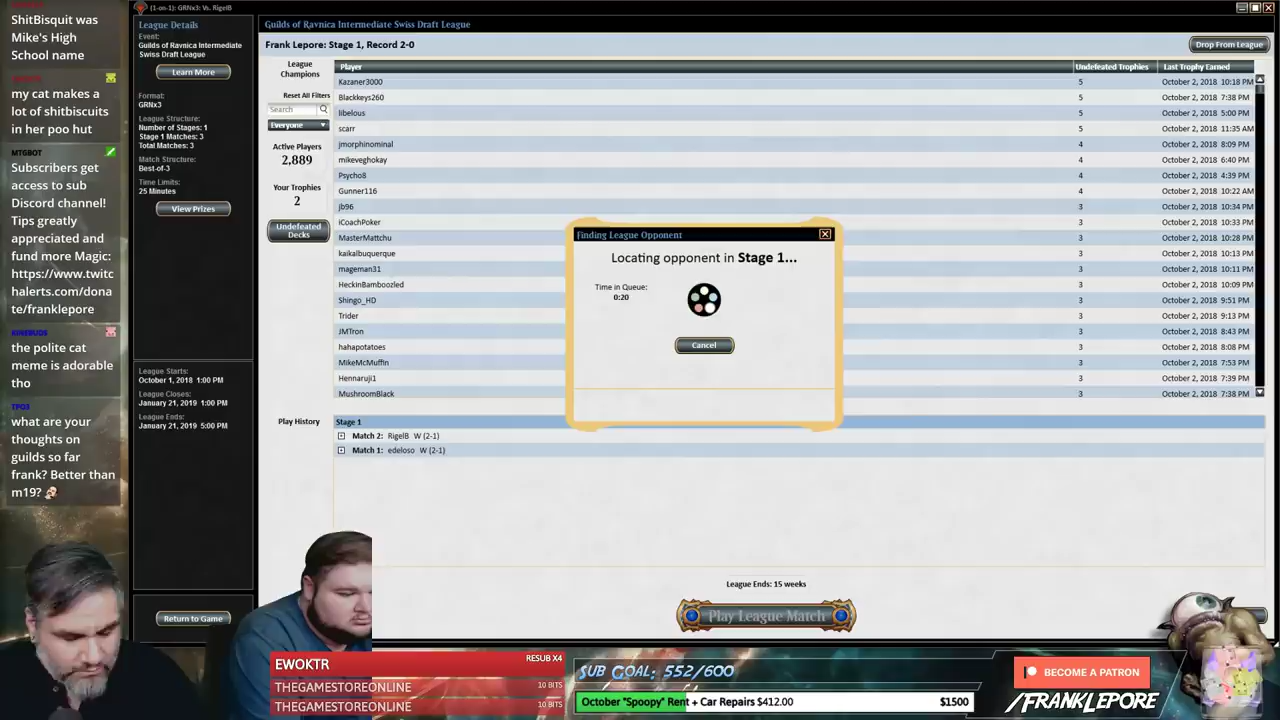 ShitBisquit was
Mike's High
School name
my cat makes a
lot of shitbiscuits
in her poo hut
MTGBOT
Subscribers get
access to sub
Discord channel!
Tips greatly
appreciated and
fund more Magic:
https://www.twitc
halerts.com/dona
te/franklepore
KINEBUDS
the polite cat
meme is adorable
tho
what are your
thoughts on
guilds so far
frank? Better than
m19?
(1-on-1): GRNx3: Vs. RigelB
League Details
Event:
Guilds of Ravnica Intermediate
Swiss Draft League
Learn More
Format:
GRNx3
League Structure:
Number of Stages: 1
Stage 1 Matches: 3
Total Matches: 3
Match Structure:
Best-of-3
Time Limits:
25 Minutes
View Prizes
League Starts:
October 1, 2018 1:00 PM
League Closes:
January 21, 2019 1:00 PM
League Ends:
January 21, 2019 5:00 PM
Return to Game
Guilds of Ravnica Intermediate Swiss Draft League
Frank Lepore: Stage 1, Record 2-0
Drop From League
League
Champions
Reset All Filters
Search
Everyone
Active Players
2,889
Your Trophies
2
Undefeated
Decks
Player Undefeated Trophies Last Trophy Earned
Kazaner3000 5 October 2, 2018 10:18 PM
Blackkeys260 5 October 2, 2018 7:38 PM
libelous 5 October 2, 2018 5:00 PM
scarr 5 October 2, 2018 11:35 AM
jmorphinominal 4 October 2, 2018 8:09 PM
mikeveghokay 4 October 2, 2018 6:40 PM
Psycho8 4 October 2, 2018 4:39 PM
Gunner116 4 October 2, 2018 10:22 AM
jb96 3 October 2, 2018 10:34 PM
iCoachPoker 3 October 2, 2018 10:33 PM
MasterMattchu 3 October 2, 2018 10:28 PM
kaikalbuquerque 3 October 2, 2018 10:13 PM
mageman31 3 October 2, 2018 10:11 PM
HeckinBamboozled 3 October 2, 2018 10:09 PM
Shingo_HD 3 October 2, 2018 9:51 PM
Trider 3 October 2, 2018 9:13 PM
JMTron 3 October 2, 2018 8:43 PM
hahapotatoes 3 October 2, 2018 8:08 PM
MikeMcMuffin 3 October 2, 2018 7:53 PM
Hennaruji1 3 October 2, 2018 7:39 PM
MushroomBlack 3 October 2, 2018 7:38 PM
Finding League Opponent
Locating opponent in Stage 1...
Time in Queue:
0:20
Cancel
Play History
Stage 1
Match 2: RigelB W (2-1)
Match 1: edeloso W (2-1)
League Ends: 15 weeks
Play League Match
EWOKTR RESUB X4
THEGAMESTOREONLINE 10 BITS
THEGAMESTOREONLINE 10 BITS
SUB GOAL: 552/600
October "Spoopy" Rent + Car Repairs $412.00 $1500
BECOME A PATRON
/FRANKLEPORE